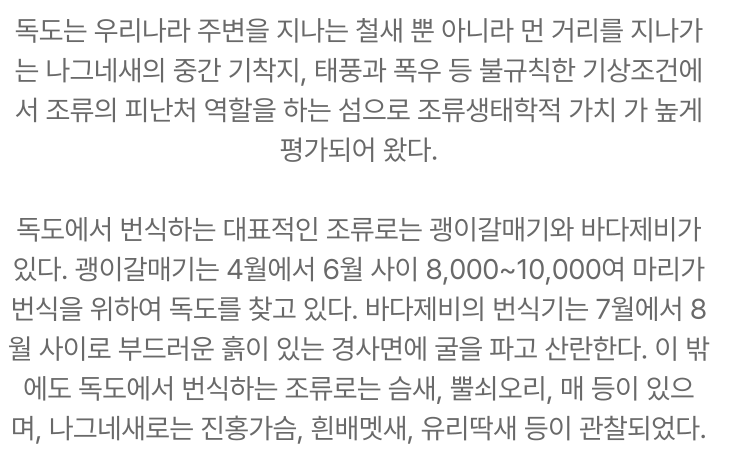 독도는 우리나라 주변을 지나는 철새 뿐 아니라 먼 거리를 지나가
는 나그네새의 중간 기착지, 태풍과 폭우 등 불규칙한 기상조건에
서 조류의 피난처 역할을 하는 섬으로 조류생태학적 가치 가 높게
평가되어 왔다.
독도에서 번식하는 대표적인 조류로는 괭이갈매기와 바다제비가
있다. 괭이갈매기는 4월에서 6월 사이 8,000~10,000여 마리가
번식을 위하여 독도를 찾고 있다. 바다제비의 번식기는 7월에서 8
월 사이로 부드러운 흙이 있는 경사면에 굴을 파고 산란한다. 이 밖
에도 독도에서 번식하는 조류로는 슴새, 뿔쇠오리, 매 등이 있으
며, 나그네새로는 진홍가슴, 흰배멧새, 유리딱새 등이 관찰되었다.